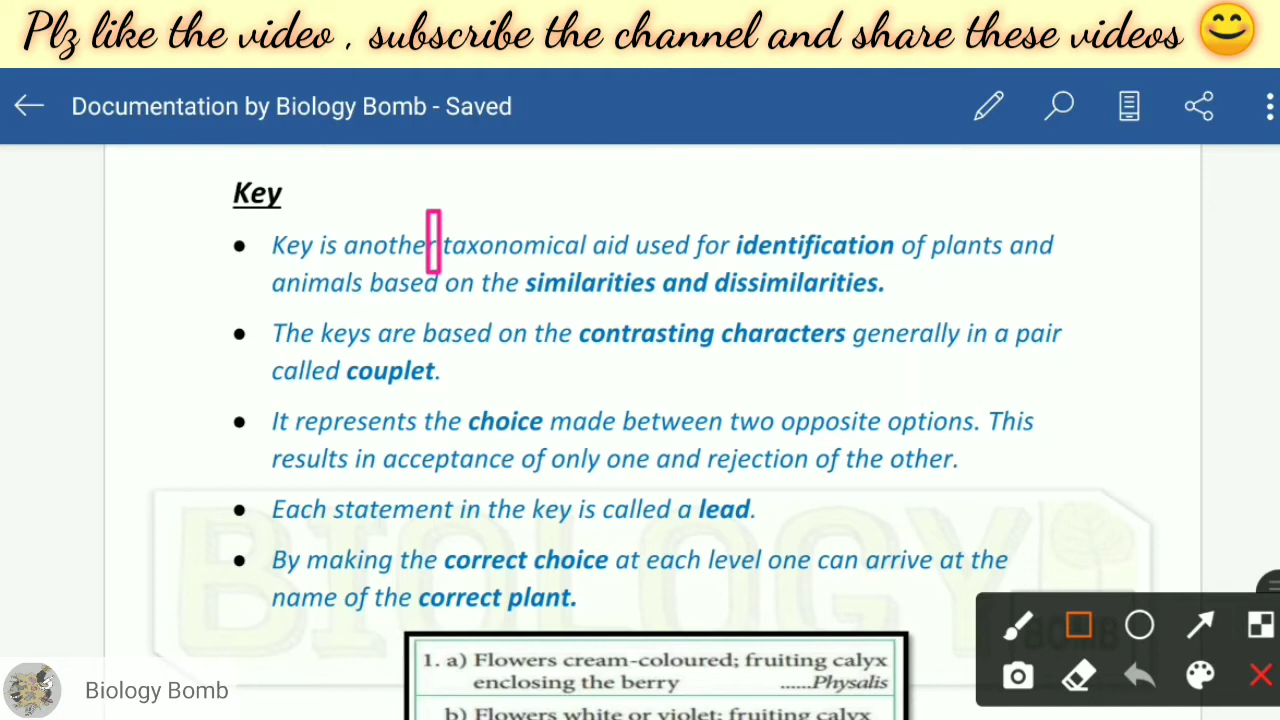 Plz like the video , subscribe the channel and share these videos 😊
Documentation by Biology Bomb - Saved
Key
● Key is another taxonomical aid used for identification of plants and
animals based on the similarities and dissimilarities.
● The keys are based on the contrasting characters generally in a pair
called couplet.
● It represents the choice made between two opposite options. This
results in acceptance of only one and rejection of the other.
● Each statement in the key is called a lead.
● By making the correct choice at each level one can arrive at the
name of the correct plant.
BIOLOGY
BOMB
1. a) Flowers cream-coloured; fruiting calyx
enclosing the berry ......Physalis
b) Flowers white or violet; fruiting calyx
Biology Bomb